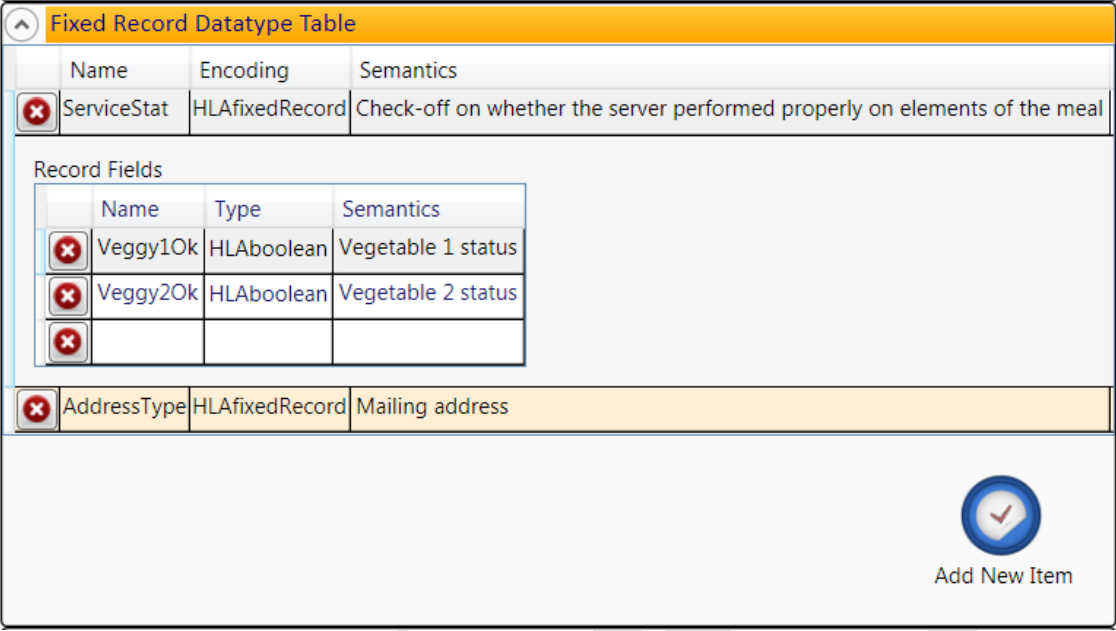 Fixed Record Datatype Table
Name Encoding Semantics
ServiceStat HLAfixedRecord Check-off on whether the server performed properly on elements of the meal
Record Fields
Name Type Semantics
Veggy1Ok HLAboolean Vegetable 1 status
Veggy2Ok HLAboolean Vegetable 2 status
AddressType HLAfixedRecord Mailing address
Add New Item